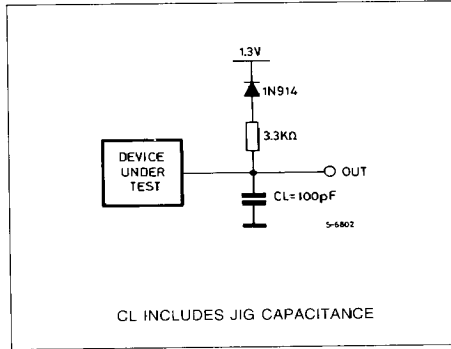 1.3V
1N914
3.3KΩ
DEVICE
UNDER
TEST
OUT
CL=100pF
S-6802
CL INCLUDES JIG CAPACITANCE